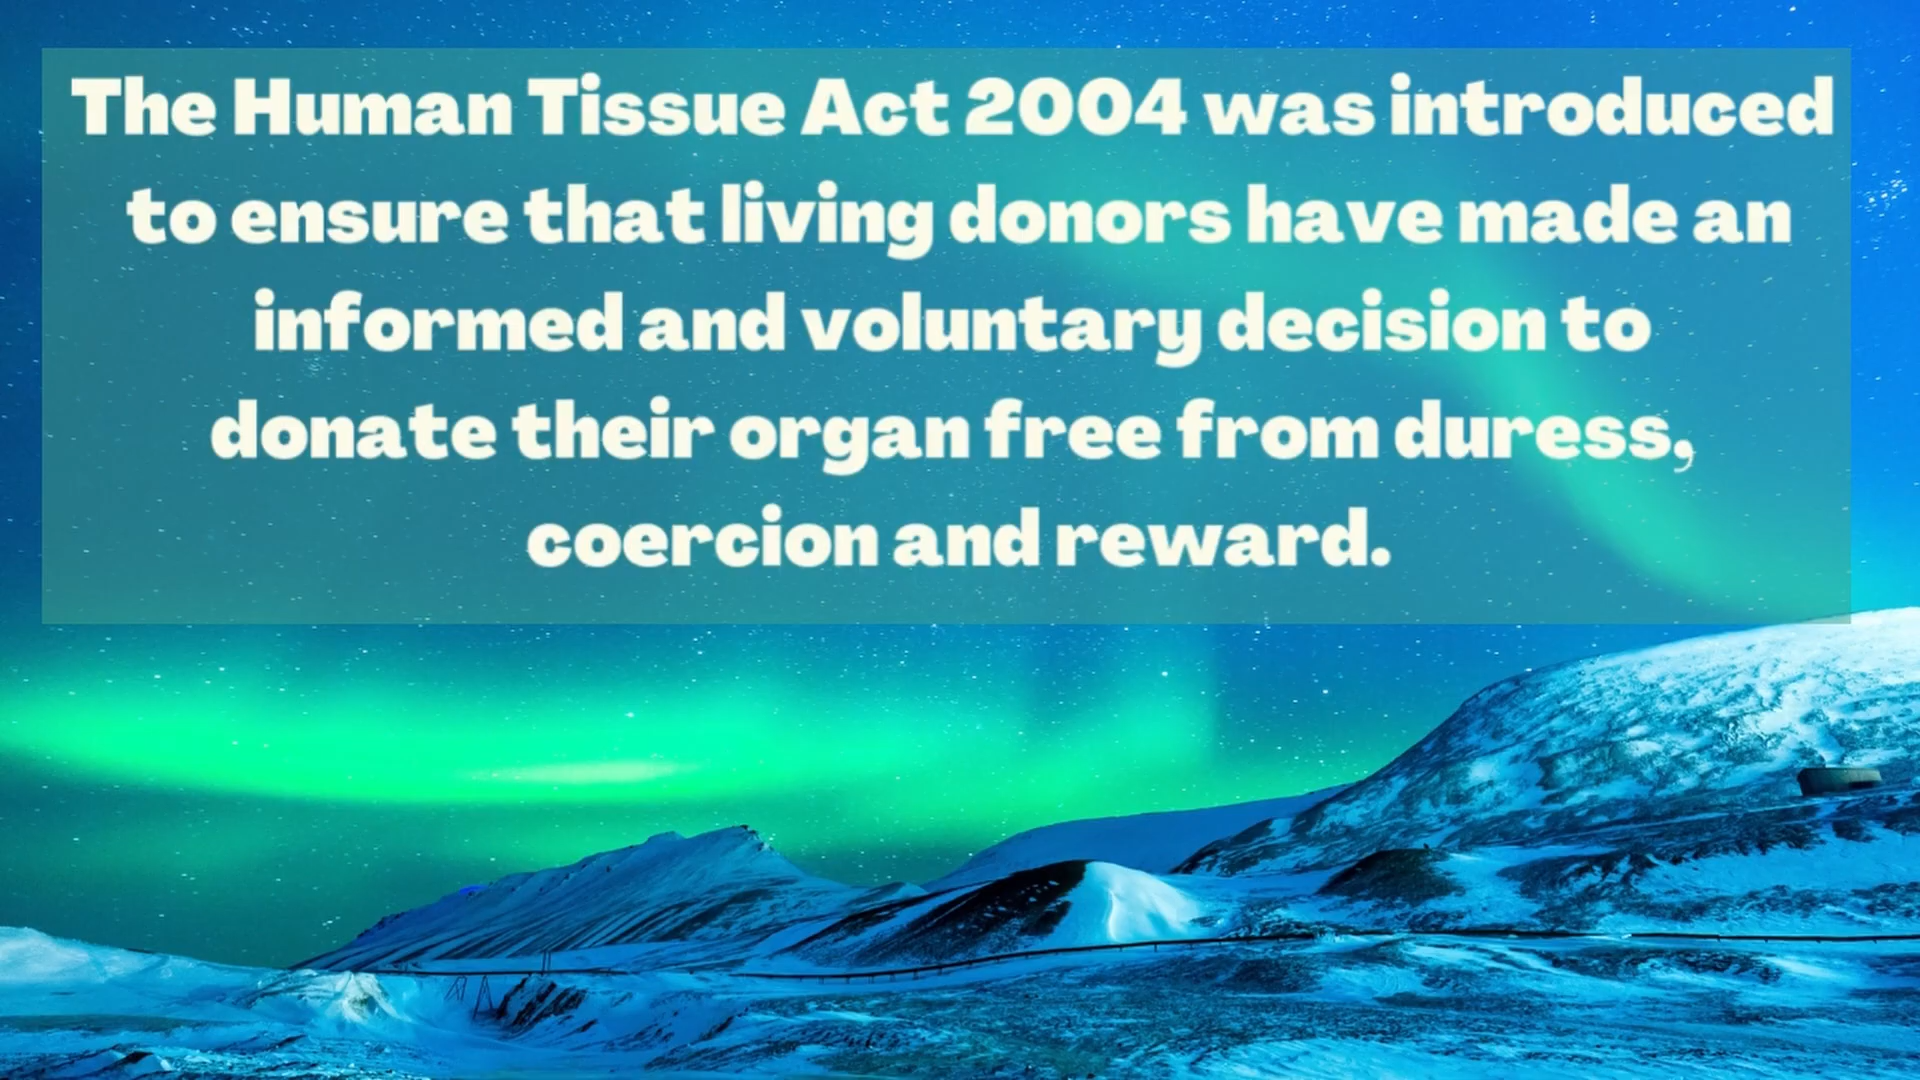 The Human Tissue Act 2004 was introduced
to ensure that living donors have made an
informed and voluntary decision to
donate their organ free from duress,
coercion and reward.